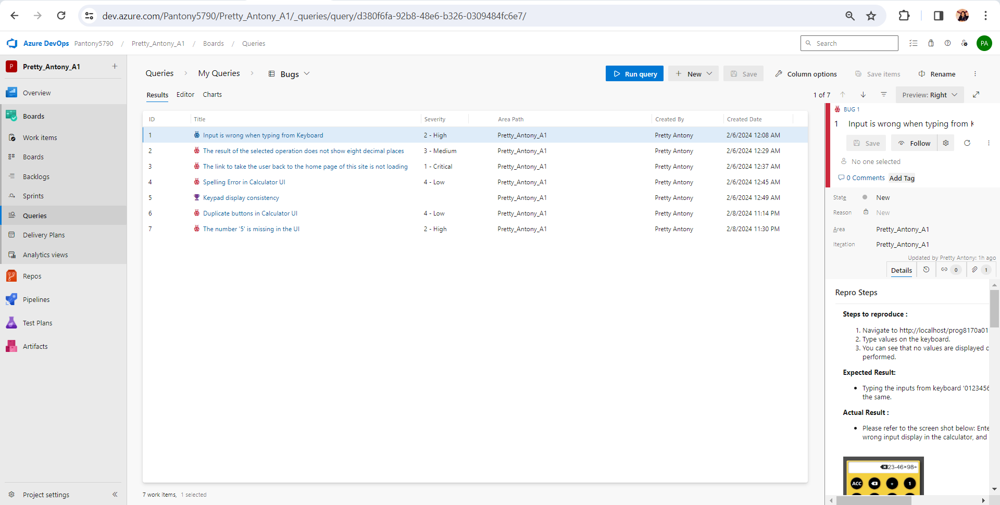 dev.azure.com/Pantony5790/Pretty_Antony_A1/_queries/query/d380f6fa-92b8-48e6-b326-0309484fc6e7/
Azure DevOps Pantony5790 / Pretty_Antony_A1 / Boards / Queries
Search
PA
P Pretty_Antony_A1 +
Overview
Boards
Work items
Boards
Backlogs
Sprints
Queries
Delivery Plans
Analytics views
Repos
Pipelines
Test Plans
Artifacts
Project settings
Queries > My Queries > Bugs
Run query
+ New
Save
Column options
Save items
Rename
Results Editor Charts
1 of 7
Preview: Right
ID Title Severity Area Path Created By Created Date
1 Input is wrong when typing from Keyboard 2 - High Pretty_Antony_A1 Pretty Antony 2/6/2024 12:08 AM
2 The result of the selected operation does not show eight decimal places 3 - Medium Pretty_Antony_A1 Pretty Antony 2/6/2024 12:29 AM
3 The link to take the user back to the home page of this site is not loading 1 - Critical Pretty_Antony_A1 Pretty Antony 2/6/2024 12:37 AM
4 Spelling Error in Calculator UI 4 - Low Pretty_Antony_A1 Pretty Antony 2/6/2024 12:45 AM
5 Keypad display consistency Pretty_Antony_A1 Pretty Antony 2/6/2024 12:49 AM
6 Duplicate buttons in Calculator UI 4 - Low Pretty_Antony_A1 Pretty Antony 2/8/2024 11:14 PM
7 The number '5' is missing in the UI 2 - High Pretty_Antony_A1 Pretty Antony 2/8/2024 11:30 PM
7 work items, 1 selected
BUG 1
1 Input is wrong when typing from K
Save
Follow
No one selected
0 Comments Add Tag
State New
Reason New
Area Pretty_Antony_A1
Iteration Pretty_Antony_A1
Updated by Pretty Antony: 1h ago
Details 0 1
Repro Steps
Steps to reproduce :
1. Navigate to http://localhost/prog8170a01
2. Type values on the keyboard.
3. You can see that no values are displayed c
performed.
Expected Result:
• Typing the inputs from keyboard '0123456
the same.
Actual Result :
• Please refer to the screen shot below: Ente
wrong input display in the calculator, and
23-46×98÷
ACC + 1